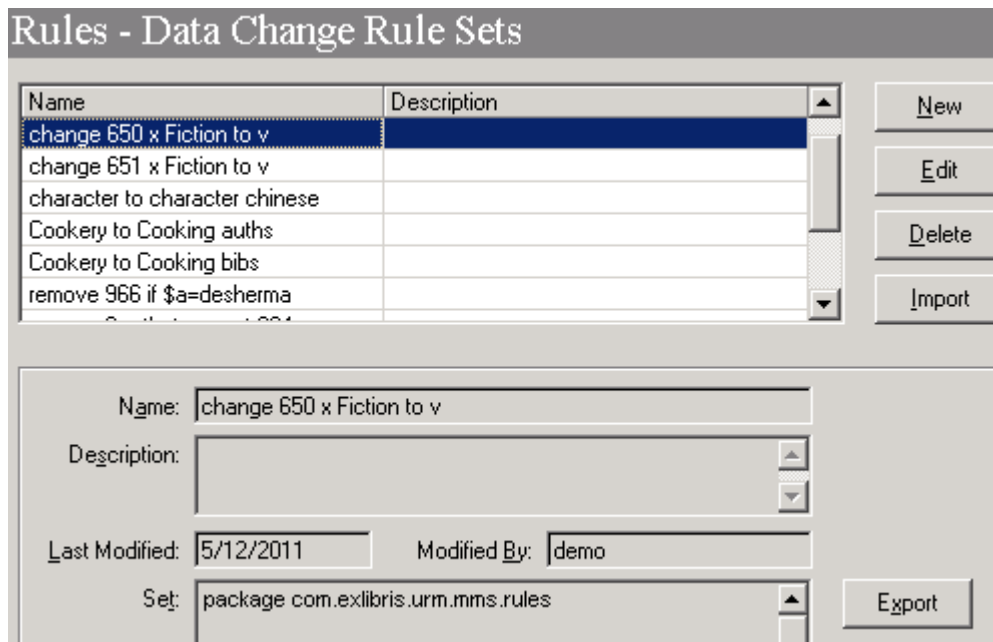 Rules - Data Change Rule Sets
Name Description
New
change 650 x Fiction to v
change 651 x Fiction to v
Edit
character to character chinese
Cookery to Cooking auths
Delete
Cookery to Cooking bibs
remove 966 if $a=desherma
Import
Name: change 650 x Fiction to v
Description:
Last Modified: 5/12/2011 Modified By: demo
Set: package com.exlibris.urm.mms.rules
Export